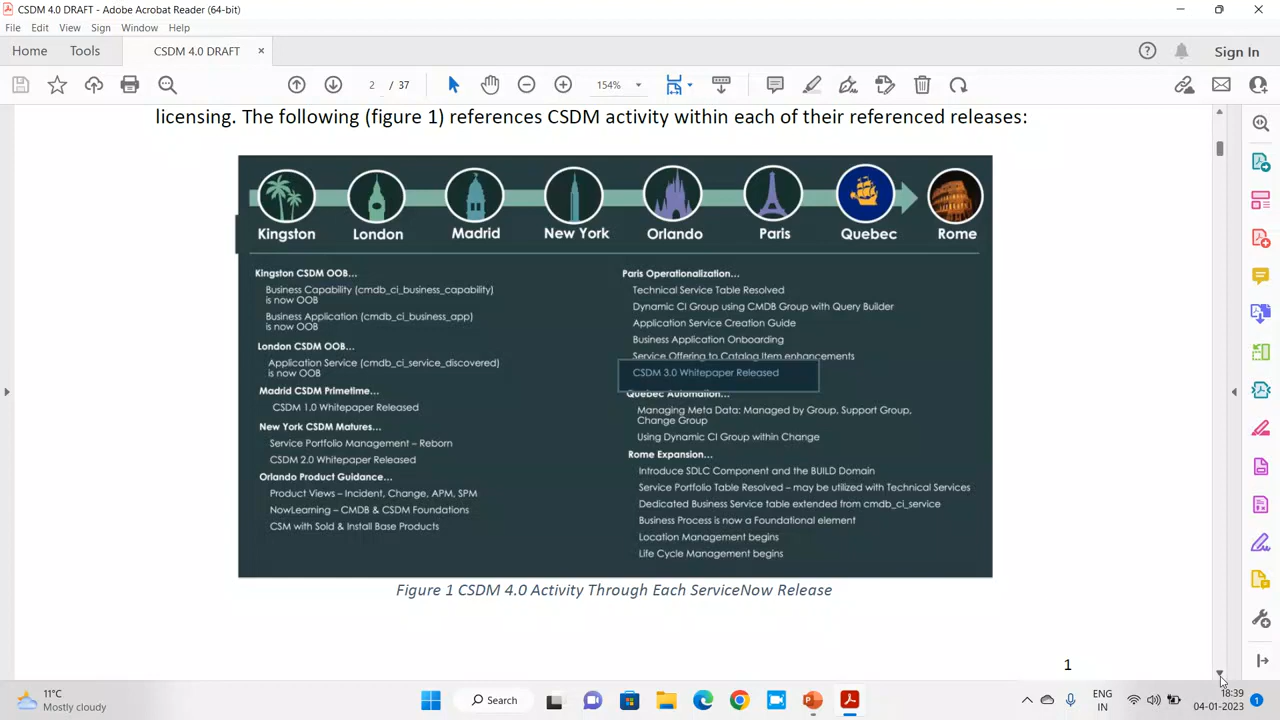 CSDM 4.0 DRAFT - Adobe Acrobat Reader (64-bit)
File Edit View Sign Window Help
Home Tools CSDM 4.0 DRAFT × Sign In
2 / 37 154%
licensing. The following (figure 1) references CSDM activity within each of their referenced releases:
Kingston London Madrid New York Orlando Paris Quebec Rome
Kingston CSDM OOB...
Business Capability (cmdb_ci_business_capability)
is now OOB
Business Application (cmdb_ci_business_app)
is now OOB
London CSDM OOB...
Application Service (cmdb_ci_service_discovered)
is now OOB
Madrid CSDM Primetime...
CSDM 1.0 Whitepaper Released
New York CSDM Matures...
Service Portfolio Management – Reborn
CSDM 2.0 Whitepaper Released
Orlando Product Guidance...
Product Views – Incident, Change, APM, SPM
NowLearning – CMDB & CSDM Foundations
CSM with Sold & Install Base Products
Paris Operationalization...
Technical Service Table Resolved
Dynamic CI Group using CMDB Group with Query Builder
Application Service Creation Guide
Business Application Onboarding
Service Offering to Catalog Item enhancements
CSDM 3.0 Whitepaper Released
Quebec Automation...
Managing Meta Data: Managed by Group, Support Group,
Change Group
Using Dynamic CI Group within Change
Rome Expansion...
Introduce SDLC Component and the BUILD Domain
Service Portfolio Table Resolved – may be utilized with Technical Services
Dedicated Business Service table extended from cmdb_ci_service
Business Process is now a Foundational element
Location Management begins
Life Cycle Management begins
Figure 1 CSDM 4.0 Activity Through Each ServiceNow Release
1
11°C
Mostly cloudy
Search
ENG
IN
18:39
04-01-2023
1